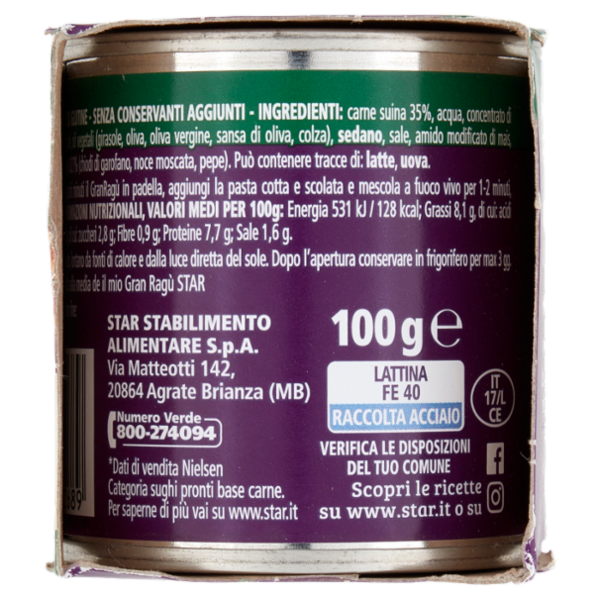 GLUTINE - SENZA CONSERVANTI AGGIUNTI - INGREDIENTI: carne suina 35%, acqua, concentrato di
di vegetali (girasole, oliva, oliva vergine, sansa di oliva, colza), sedano, sale, amido modificato di mais,
(chiodi di garofano, noce moscata, pepe). Può contenere tracce di: latte, uova.
minuti il GranRagù in padella, aggiungi la pasta cotta e scolata e mescola a fuoco vivo per 1-2 minuti,
NUTRIZIONALI, VALORI MEDI PER 100g: Energia 531 kJ / 128 kcal; Grassi 8,1 g, di cui: acidi
zuccheri 2,8 g; Fibre 0,9 g; Proteine 7,7 g; Sale 1,6 g.
da fonti di calore e dalla luce diretta del sole. Dopo l'apertura conservare in frigorifero per max 3 gg.
media de il mio Gran Ragù STAR
STAR STABILIMENTO
ALIMENTARE S.p.A.
Via Matteotti 142,
20864 Agrate Brianza (MB)
Numero Verde
800-274094
*Dati di vendita Nielsen
Categoria sughi pronti base carne.
Per saperne di più vai su www.star.it
100g℮
LATTINA
FE 40
RACCOLTA ACCIAIO
IT
17/L
CE
VERIFICA LE DISPOSIZIONI
DEL TUO COMUNE
Scopri le ricette
su www.star.it o su